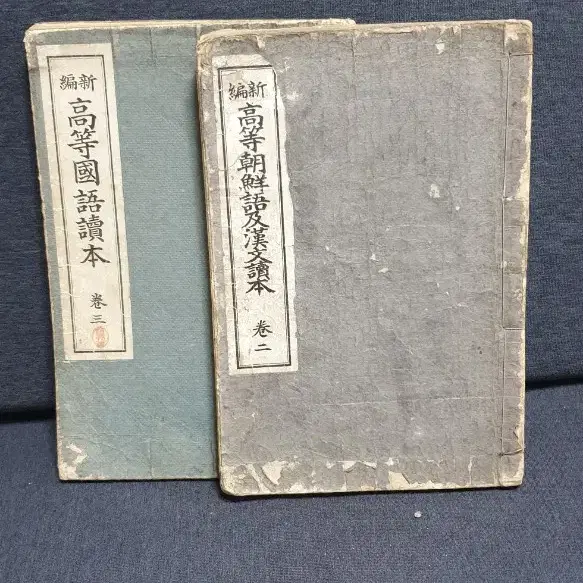 新編
高等國語讀本
卷三
新編
高等朝鮮語及漢文讀本
卷二